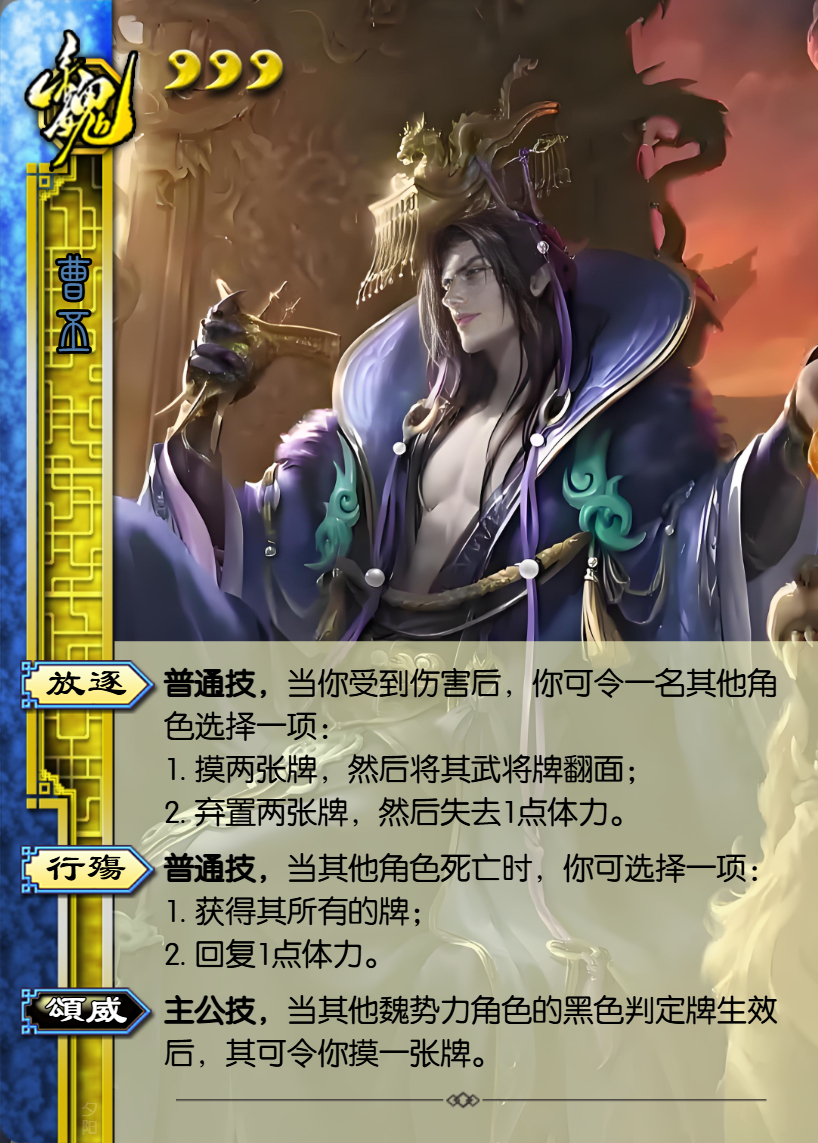 魏
曹丕
放逐
普通技，当你受到伤害后，你可令一名其他角
色选择一项：
1. 摸两张牌，然后将其武将牌翻面；
2. 弃置两张牌，然后失去1点体力。
行殤
普通技，当其他角色死亡时，你可选择一项：
1. 获得其所有的牌；
2. 回复1点体力。
頌威
主公技，当其他魏势力角色的黑色判定牌生效
后，其可令你摸一张牌。
夕阳